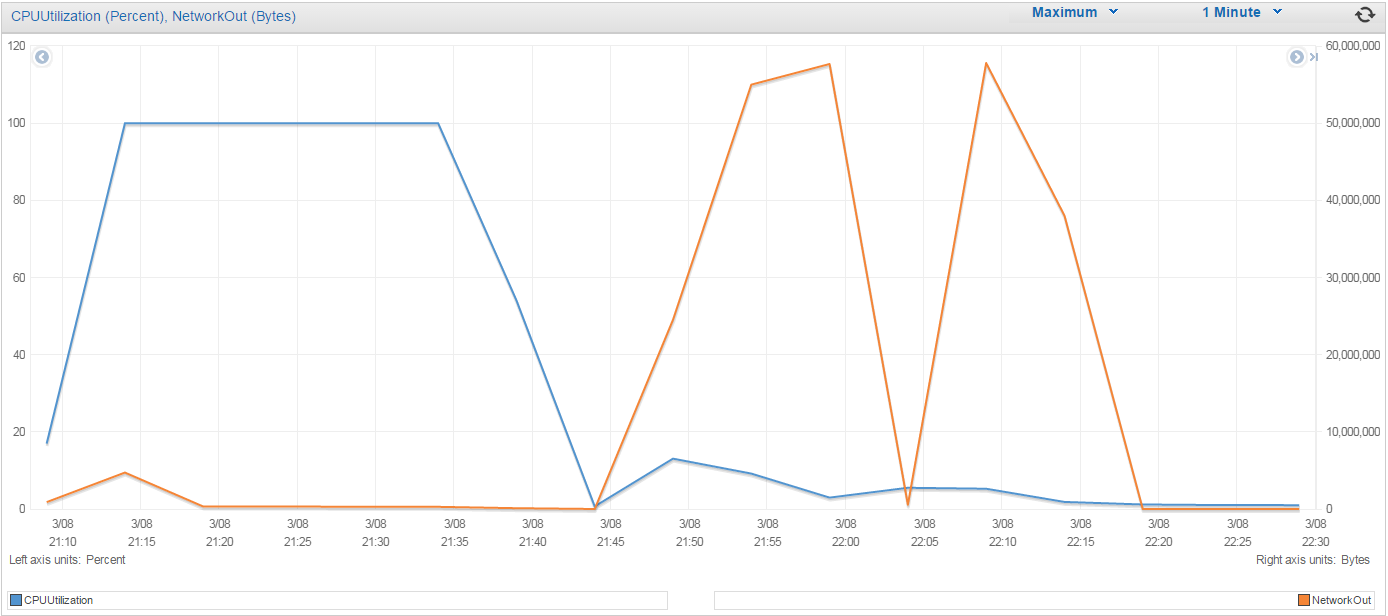 CPUUtilization (Percent), NetworkOut (Bytes) Maximum 1 Minute
120 60,000,000
100 50,000,000
80 40,000,000
60 30,000,000
40 20,000,000
20 10,000,000
0 0
3/08 3/08 3/08 3/08 3/08 3/08 3/08 3/08 3/08 3/08 3/08 3/08 3/08 3/08 3/08 3/08 3/08
21:10 21:15 21:20 21:25 21:30 21:35 21:40 21:45 21:50 21:55 22:00 22:05 22:10 22:15 22:20 22:25 22:30
Left axis units: Percent Right axis units: Bytes
CPUUtilization NetworkOut